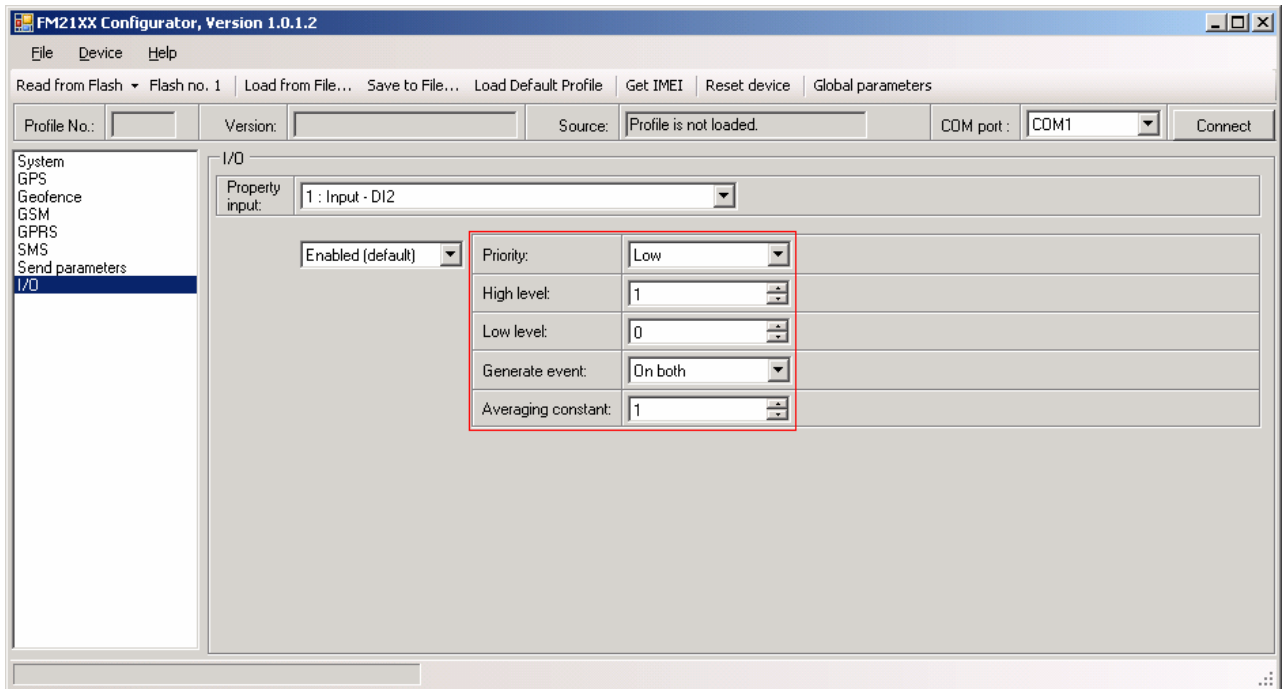 FM21XX Configurator, Version 1.0.1.2
File Device Help
Read from Flash Flash no. 1 Load from File... Save to File... Load Default Profile Get IMEI Reset device Global parameters
Profile No.: Version: Source: Profile is not loaded. COM port : COM1 Connect
System
GPS
Geofence
GSM
GPRS
SMS
Send parameters
I/O
I/O
Property input: 1 : Input - DI2
Enabled (default)
Priority: Low
High level: 1
Low level: 0
Generate event: On both
Averaging constant: 1